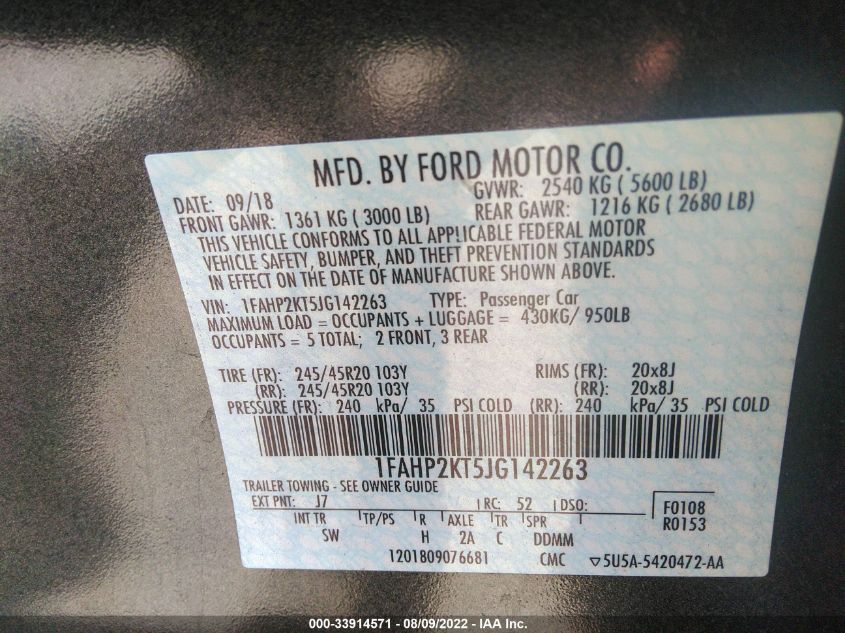 MFD. BY FORD MOTOR CO.
DATE: 09/18 GVWR: 2540 KG ( 5600 LB)
FRONT GAWR: 1361 KG ( 3000 LB) REAR GAWR: 1216 KG ( 2680 LB)
THIS VEHICLE CONFORMS TO ALL APPLICABLE FEDERAL MOTOR
VEHICLE SAFETY, BUMPER, AND THEFT PREVENTION STANDARDS
IN EFFECT ON THE DATE OF MANUFACTURE SHOWN ABOVE.
VIN: 1FAHP2KT5JG142263 TYPE: Passenger Car
MAXIMUM LOAD = OCCUPANTS + LUGGAGE = 430KG/ 950LB
OCCUPANTS = 5 TOTAL; 2 FRONT, 3 REAR
TIRE (FR): 245/45R20 103Y RIMS (FR): 20x8J
(RR): 245/45R20 103Y (RR): 20x8J
PRESSURE (FR): 240 kPa/ 35 PSI COLD (RR): 240 kPa/ 35 PSI COLD
1FAHP2KT5JG142263
TRAILER TOWING - SEE OWNER GUIDE
EXT PNT: J7 RC: 52 DSO: F0108
INT TR TP/PS R AXLE TR SPR R0153
SW H 2A C DDMM
1201809076681 CMC ▽5U5A-5420472-AA
000-33914571 - 08/09/2022 - IAA Inc.